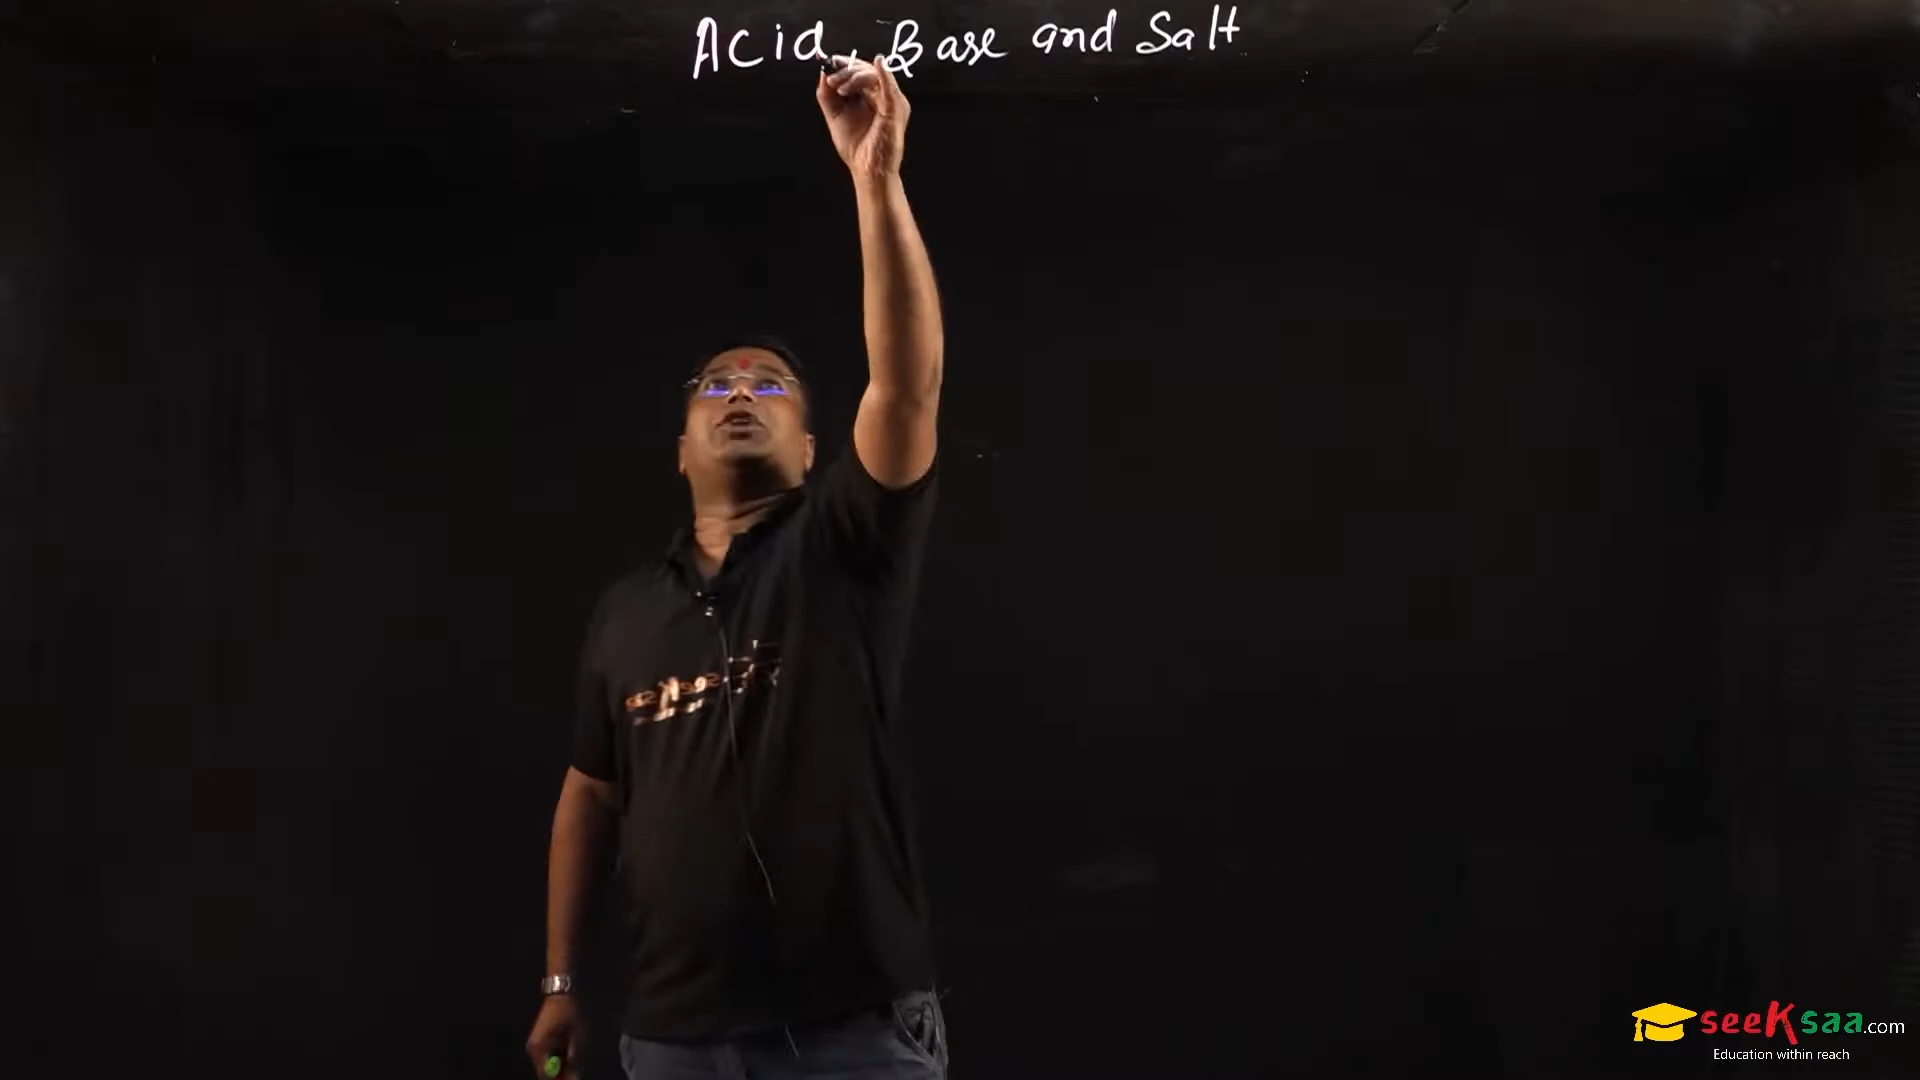 Acid, Base and Salt
seeKsaa.com
Education within reach